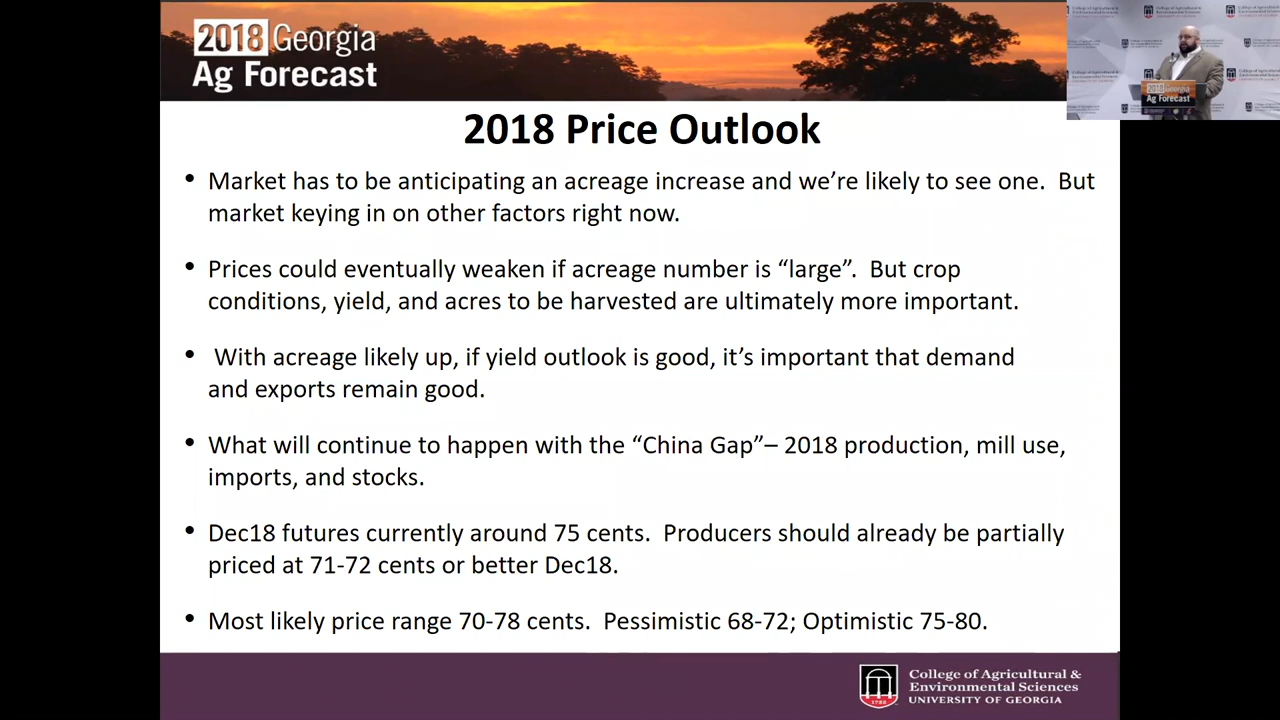 2018 Georgia
Ag Forecast
2018 Price Outlook
• Market has to be anticipating an acreage increase and we’re likely to see one.  But
market keying in on other factors right now.
• Prices could eventually weaken if acreage number is “large”.  But crop
conditions, yield, and acres to be harvested are ultimately more important.
• With acreage likely up, if yield outlook is good, it’s important that demand
and exports remain good.
• What will continue to happen with the “China Gap”– 2018 production, mill use,
imports, and stocks.
• Dec18 futures currently around 75 cents.  Producers should already be partially
priced at 71-72 cents or better Dec18.
• Most likely price range 70-78 cents.  Pessimistic 68-72; Optimistic 75-80.
College of Agricultural &
Environmental Sciences
UNIVERSITY OF GEORGIA
1785
2018 Georgia
Ag Forecast